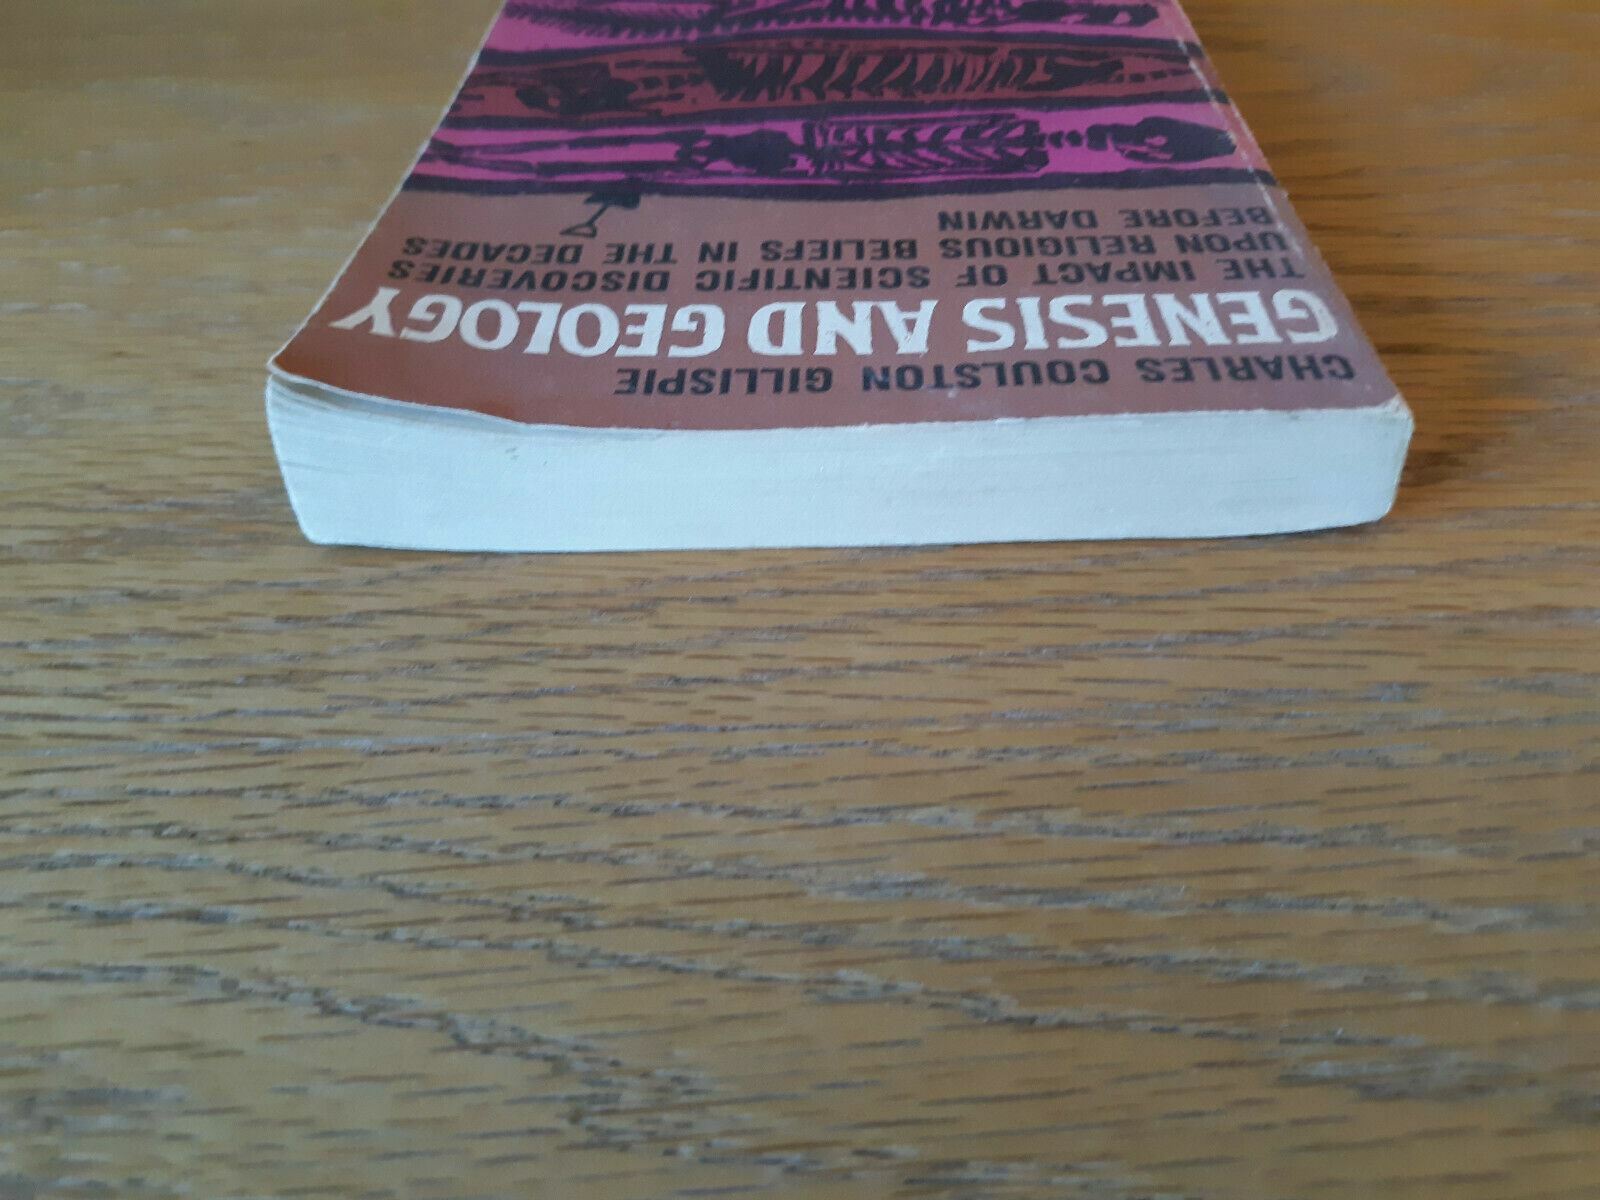 CHARLES COULSTON GILLISPIE
GENESIS AND GEOLOGY
THE IMPACT OF SCIENTIFIC DISCOVERIES
UPON RELIGIOUS BELIEFS IN THE DECADES
BEFORE DARWIN